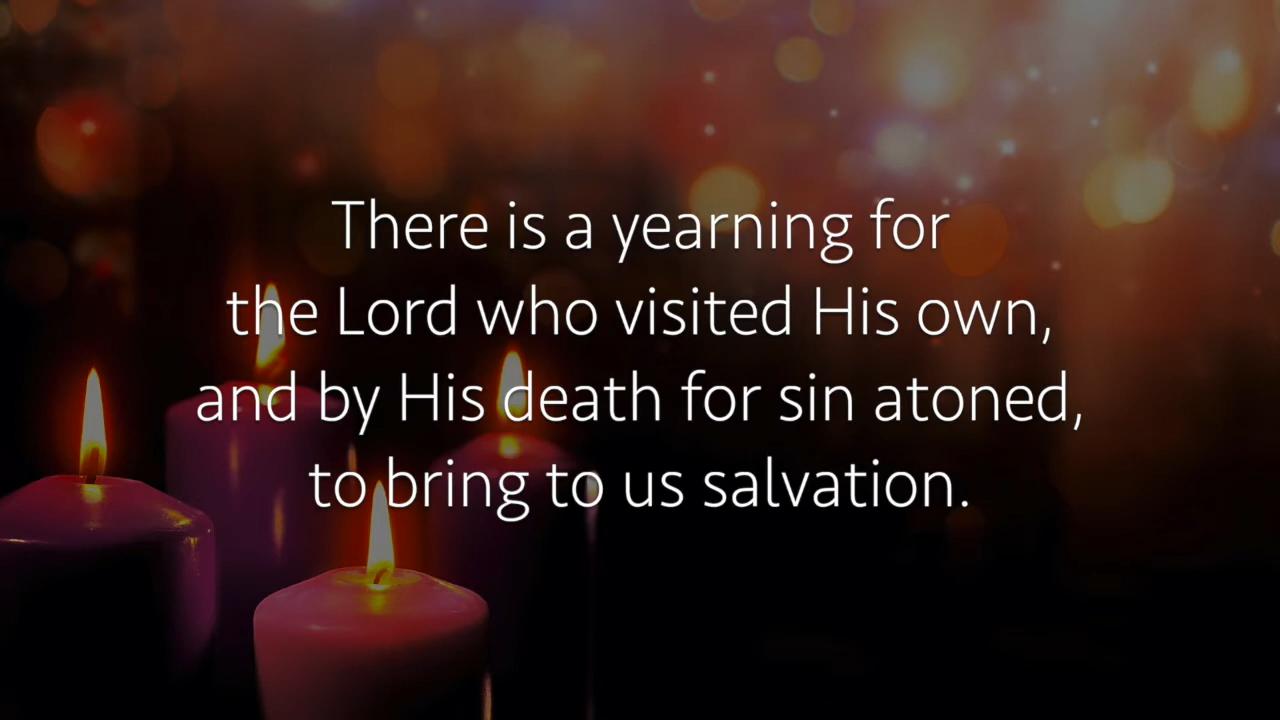 There is a yearning for
the Lord who visited His own,
and by His death for sin atoned,
to bring to us salvation.